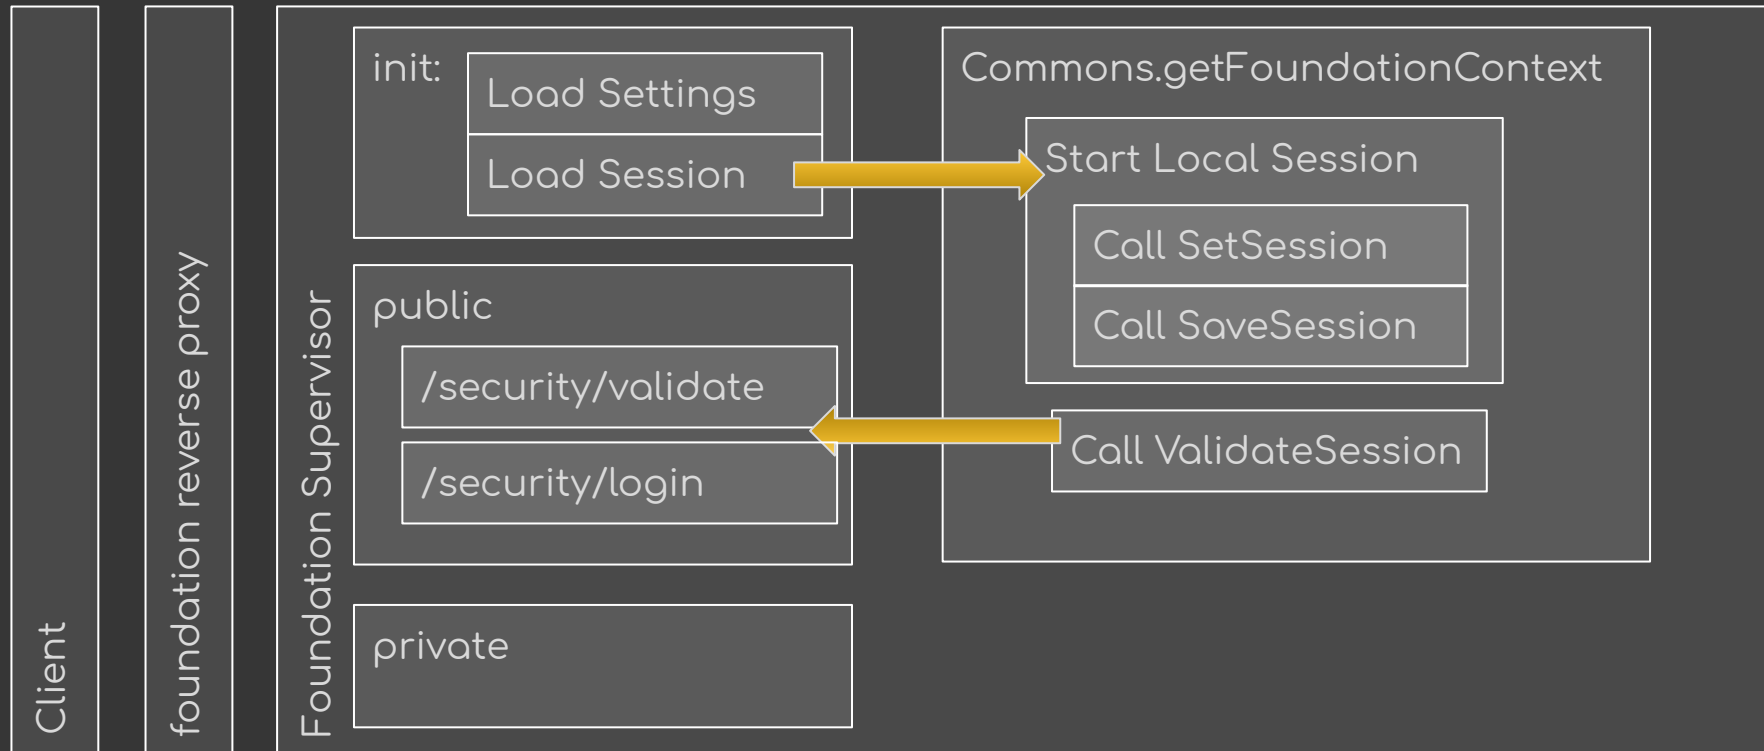 Client
foundation reverse proxy
Foundation Supervisor
init:
Load Settings
Load Session
public
/security/validate
/security/login
private
Commons.getFoundationContext
Start Local Session
Call SetSession
Call SaveSession
Call ValidateSession